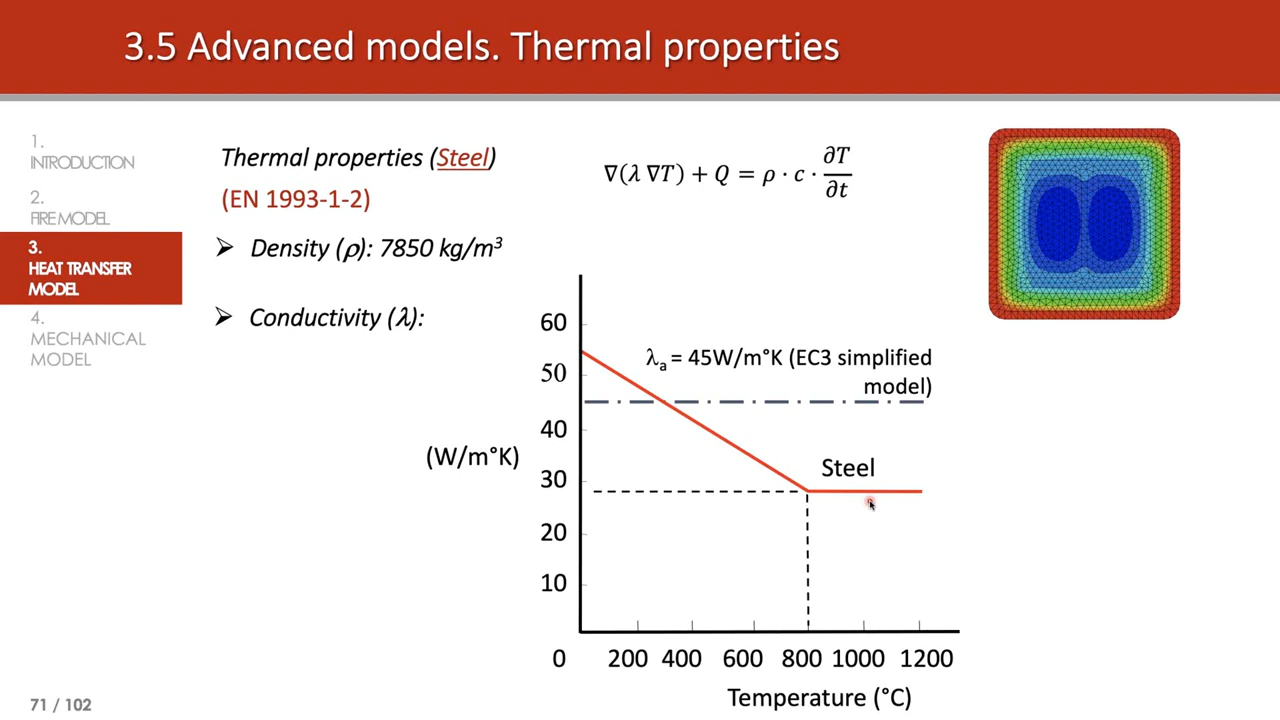 3.5 Advanced models. Thermal properties
1.
INTRODUCTION
2.
FIRE MODEL
3.
HEAT TRANSFER
MODEL
4.
MECHANICAL
MODEL
Thermal properties (Steel)
(EN 1993-1-2)
➢ Density (ρ): 7850 kg/m³
➢ Conductivity (λ):
∇(λ ∇T) + Q = ρ · c · ∂T/∂t
60
50
40
30
20
10
(W/m°K)
λₐ = 45W/m°K (EC3 simplified
model)
Steel
0 200 400 600 800 1000 1200
Temperature (°C)
71 / 102